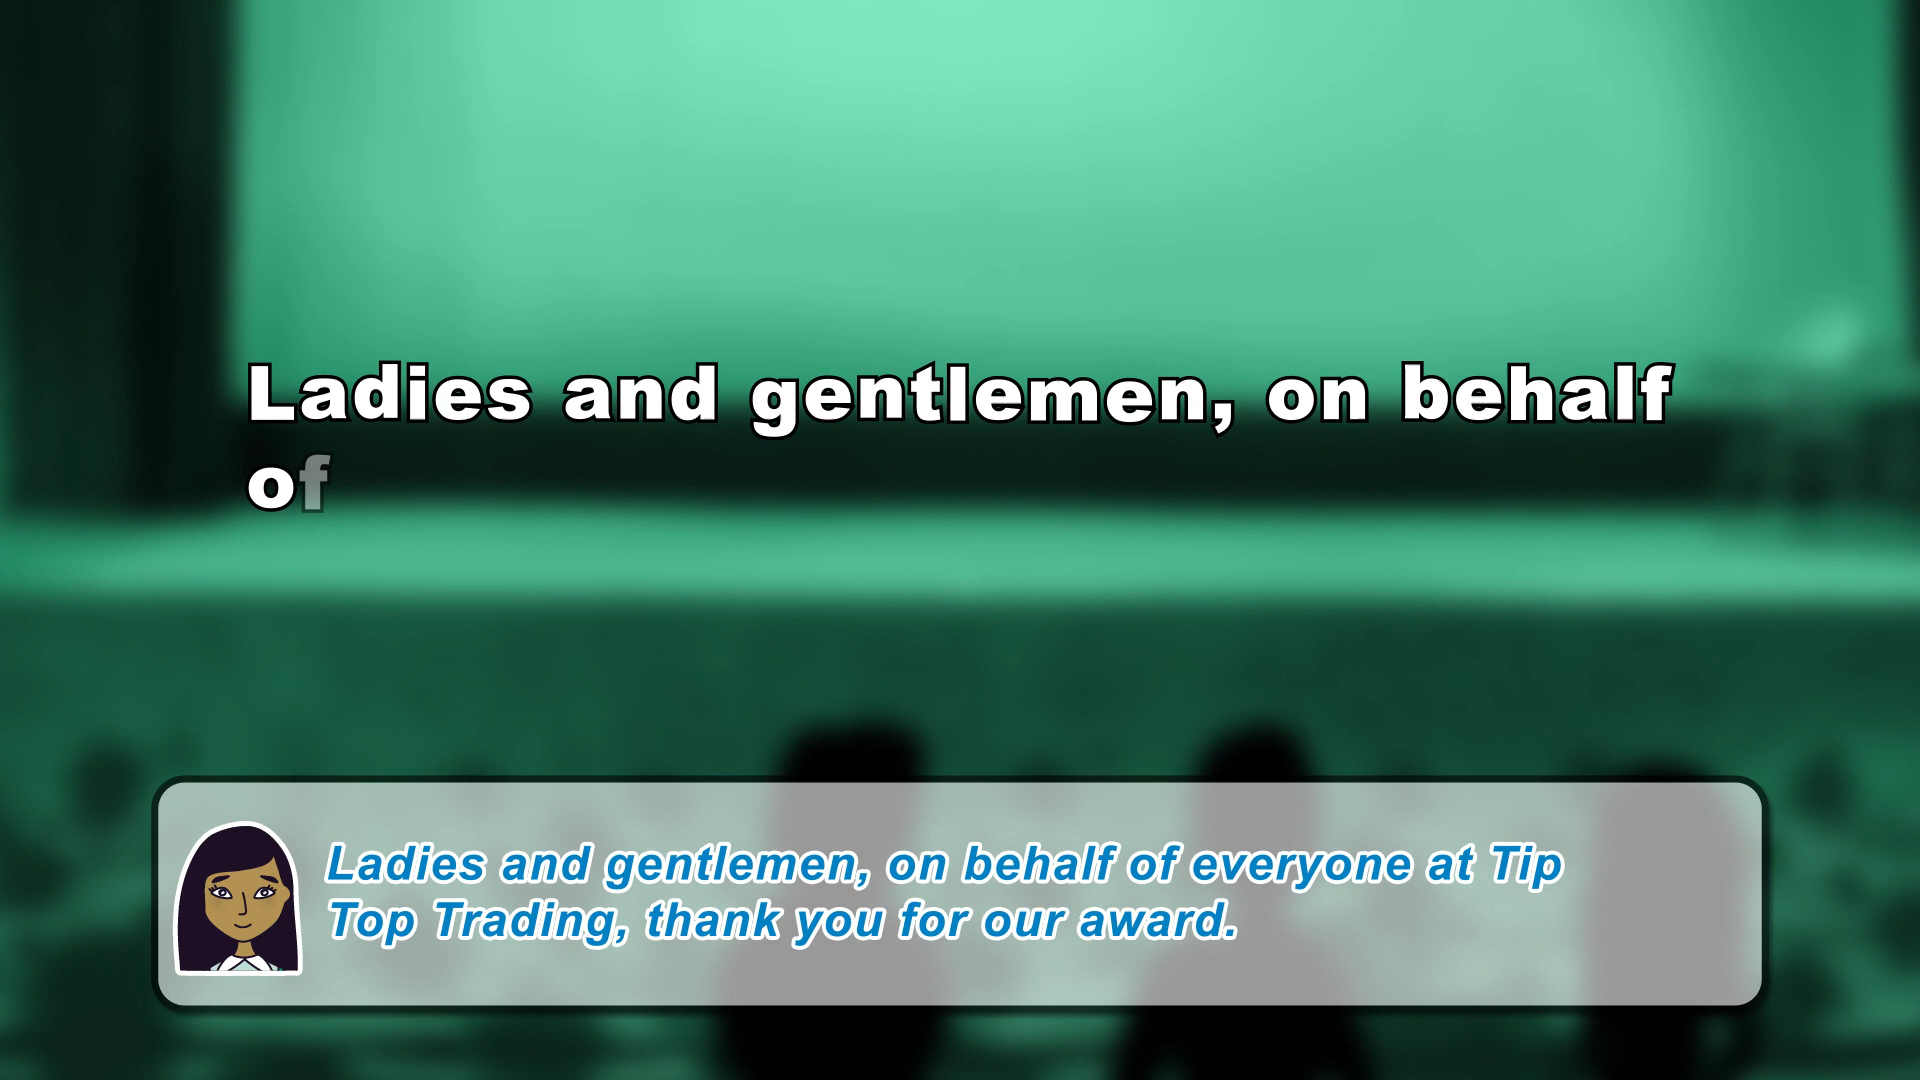 Ladies and gentlemen, on behalf
of
Ladies and gentlemen, on behalf of everyone at Tip
Top Trading, thank you for our award.